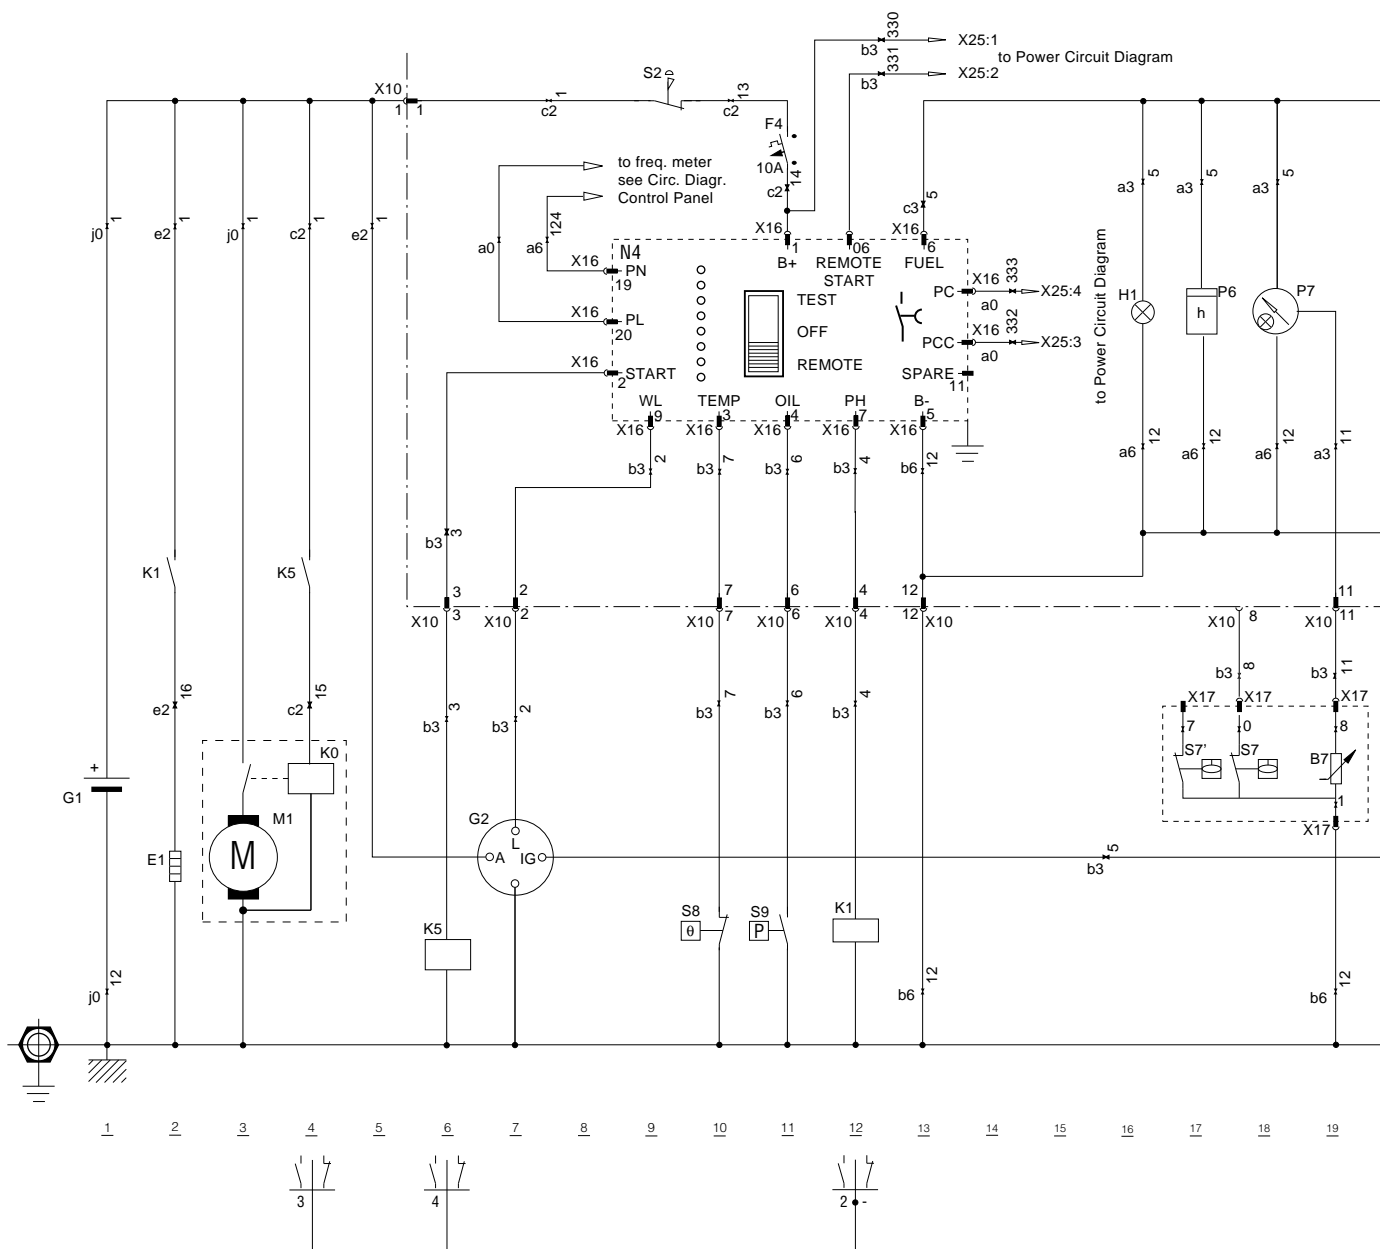 330
X25:1
b3
to Power Circuit Diagram
331
X25:2
b3
S2
X10
1
1
1
c2
13
c2
F4
10A
14
c2
to freq. meter
see Circ. Diagr.
Control Panel
5
a3
5
a3
5
a3
5
c3
1
j0
1
e2
1
j0
1
c2
1
e2
a0
124
a6
X16
1
B+
06
REMOTE
START
X16
6
FUEL
N4
X16
PN
19
X16
PL
20
X16
START
2
TEST
OFF
REMOTE
PC
X16
333
a0
X25:4
PCC
X16
332
a0
X25:3
SPARE
11
to Power Circuit Diagram
H1
P6
h
P7
WL
9
TEMP
3
OIL
4
PH
7
B-
5
X16
X16
X16
X16
X16
b3
2
b3
7
b3
6
b3
4
b6
12
a6
12
a6
12
a6
12
a3
11
b3
3
K1
K5
3
2
7
6
4
12
11
X10
3
X10
2
X10
7
X10
6
X10
4
12
X10
X10
8
X10
11
e2
16
c2
15
b3
3
b3
2
b3
7
b3
6
b3
4
b3
8
b3
11
X17
X17
X17
7
0
8
S7'
S7
B7
1
X17
K0
+
G1
M1
M
E1
G2
L
A
IG
b3
5
S8
θ
S9
P
K1
K5
j0
12
b6
12
b6
12
1
2
3
4
5
6
7
8
9
10
11
12
13
14
15
16
17
18
19
3
4
2
-